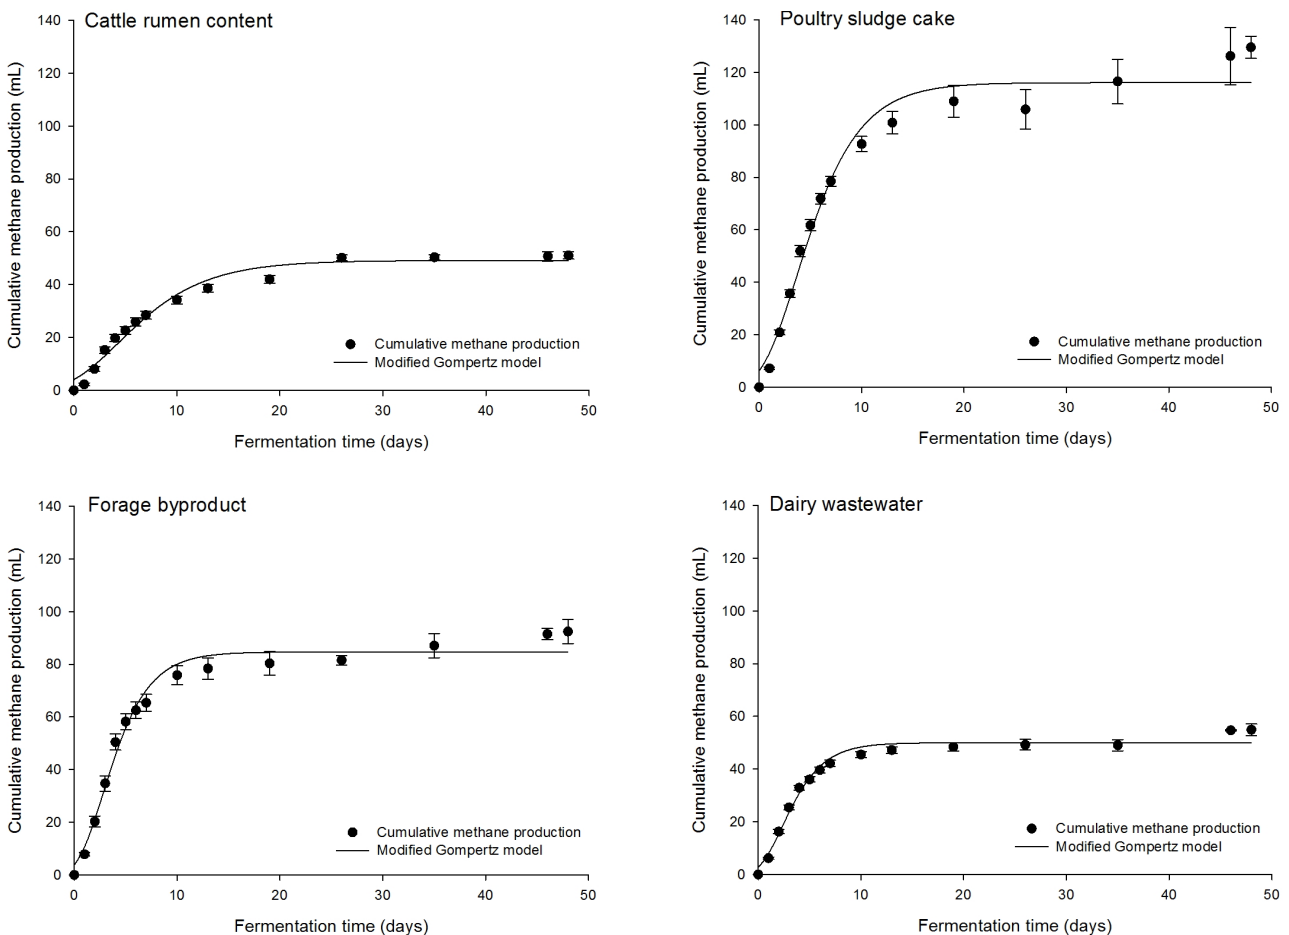 Cattle rumen content
140
120
100
80
60
40
20
0
Cumulative methane production (mL)
Cumulative methane production
Modified Gompertz model
0 10 20 30 40 50
Fermentation time (days)
Poultry sludge cake
140
120
100
80
60
40
20
0
Cumulative methane production (mL)
Cumulative methane production
Modified Gompertz model
0 10 20 30 40 50
Fermentation time (days)
Forage byproduct
140
120
100
80
60
40
20
0
Cumulative methane production (mL)
Cumulative methane production
Modified Gompertz model
0 10 20 30 40 50
Fermentation time (days)
Dairy wastewater
140
120
100
80
60
40
20
0
Cumulative methane production (mL)
Cumulative methane production
Modified Gompertz model
0 10 20 30 40 50
Fermentation time (days)